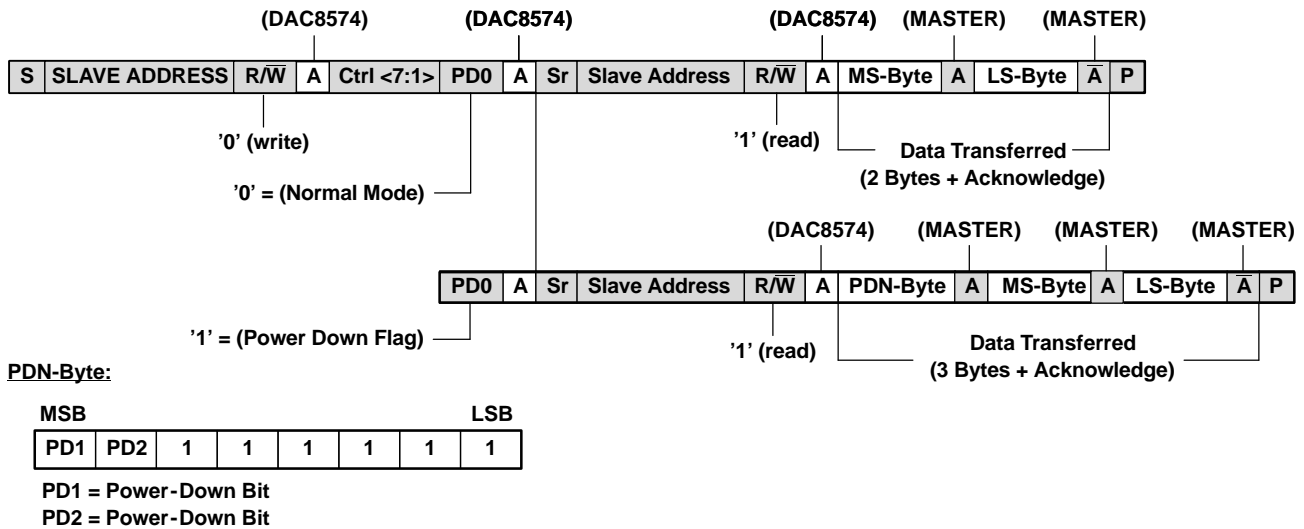 (DAC8574) (DAC8574) (DAC8574) (MASTER) (MASTER)
S SLAVE ADDRESS R/W̅ A Ctrl <7:1> PD0 A Sr Slave Address R/W̅ A MS-Byte A LS-Byte A̅ P
'0' (write) '1' (read) Data Transferred
(2 Bytes + Acknowledge)
'0' = (Normal Mode)
(DAC8574) (MASTER) (MASTER) (MASTER)
PD0 A Sr Slave Address R/W̅ A PDN-Byte A MS-Byte A LS-Byte A̅ P
'1' = (Power Down Flag) '1' (read) Data Transferred
(3 Bytes + Acknowledge)
PDN-Byte:
MSB LSB
PD1 PD2 1 1 1 1 1 1
PD1 = Power-Down Bit
PD2 = Power-Down Bit